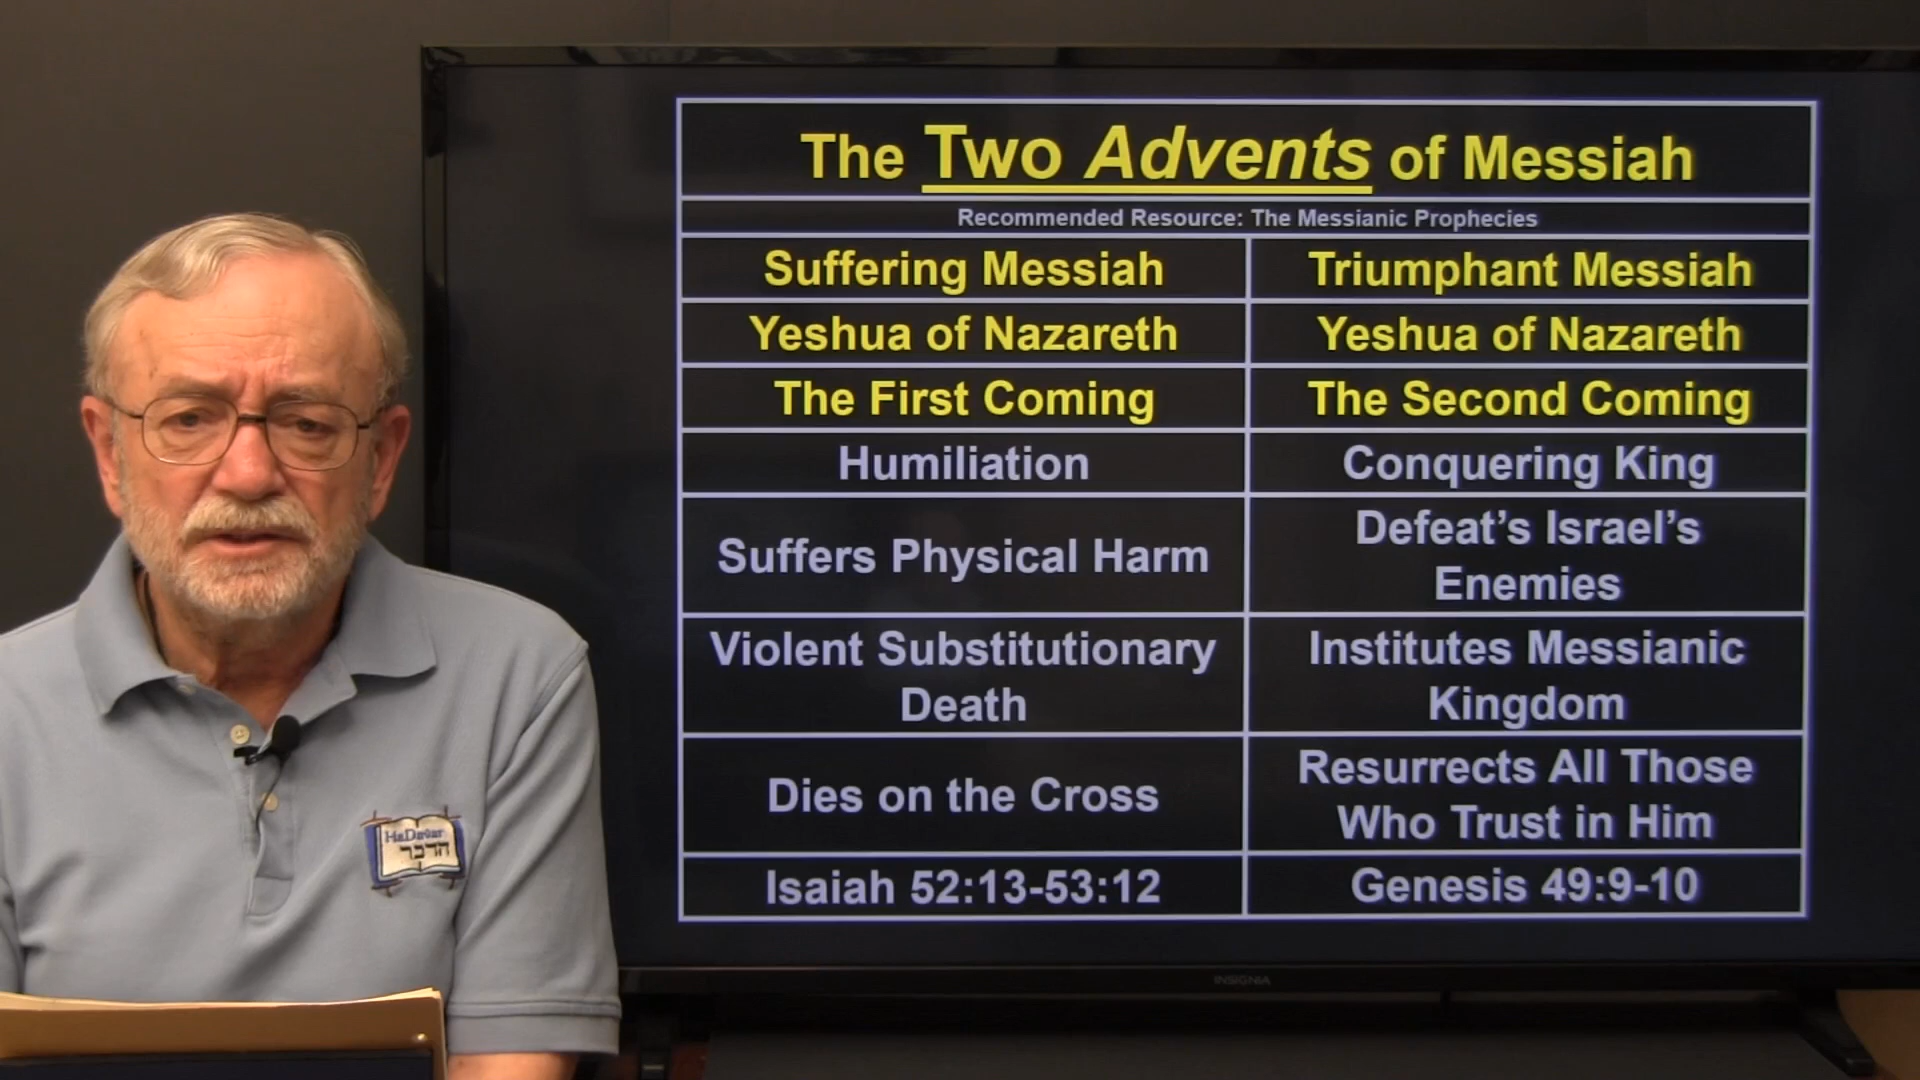 The Two Advents of Messiah
Recommended Resource: The Messianic Prophecies
Suffering Messiah
Triumphant Messiah
Yeshua of Nazareth
Yeshua of Nazareth
The First Coming
The Second Coming
Humiliation
Conquering King
Suffers Physical Harm
Defeat’s Israel’s
Enemies
Violent Substitutionary
Death
Institutes Messianic
Kingdom
Dies on the Cross
Resurrects All Those
Who Trust in Him
Isaiah 52:13-53:12
Genesis 49:9-10
HaDavar
הדבר
INSIGNIA